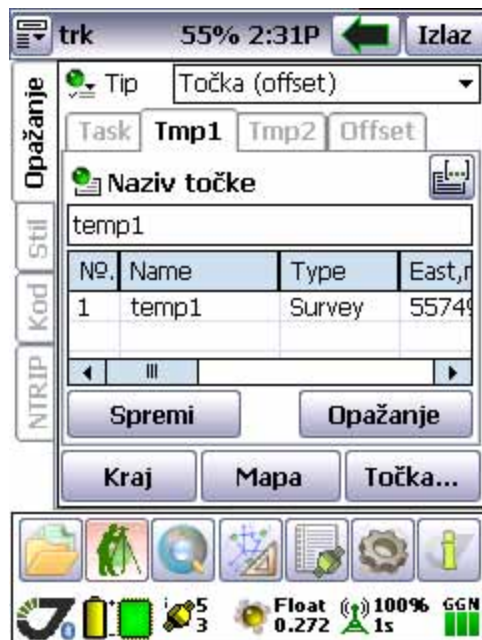 trk 55% 2:31P Izlaz
Tip Točka (offset)
Task Tmp1 Tmp2 Offset
Naziv točke
temp1
Nº. Name Type East,
1 temp1 Survey 5574
Spremi Opažanje
Kraj Mapa Točka...
Opažanje
Stil
Kod
NTRIP
5
3
Float
0.272
100%
1s
GGN